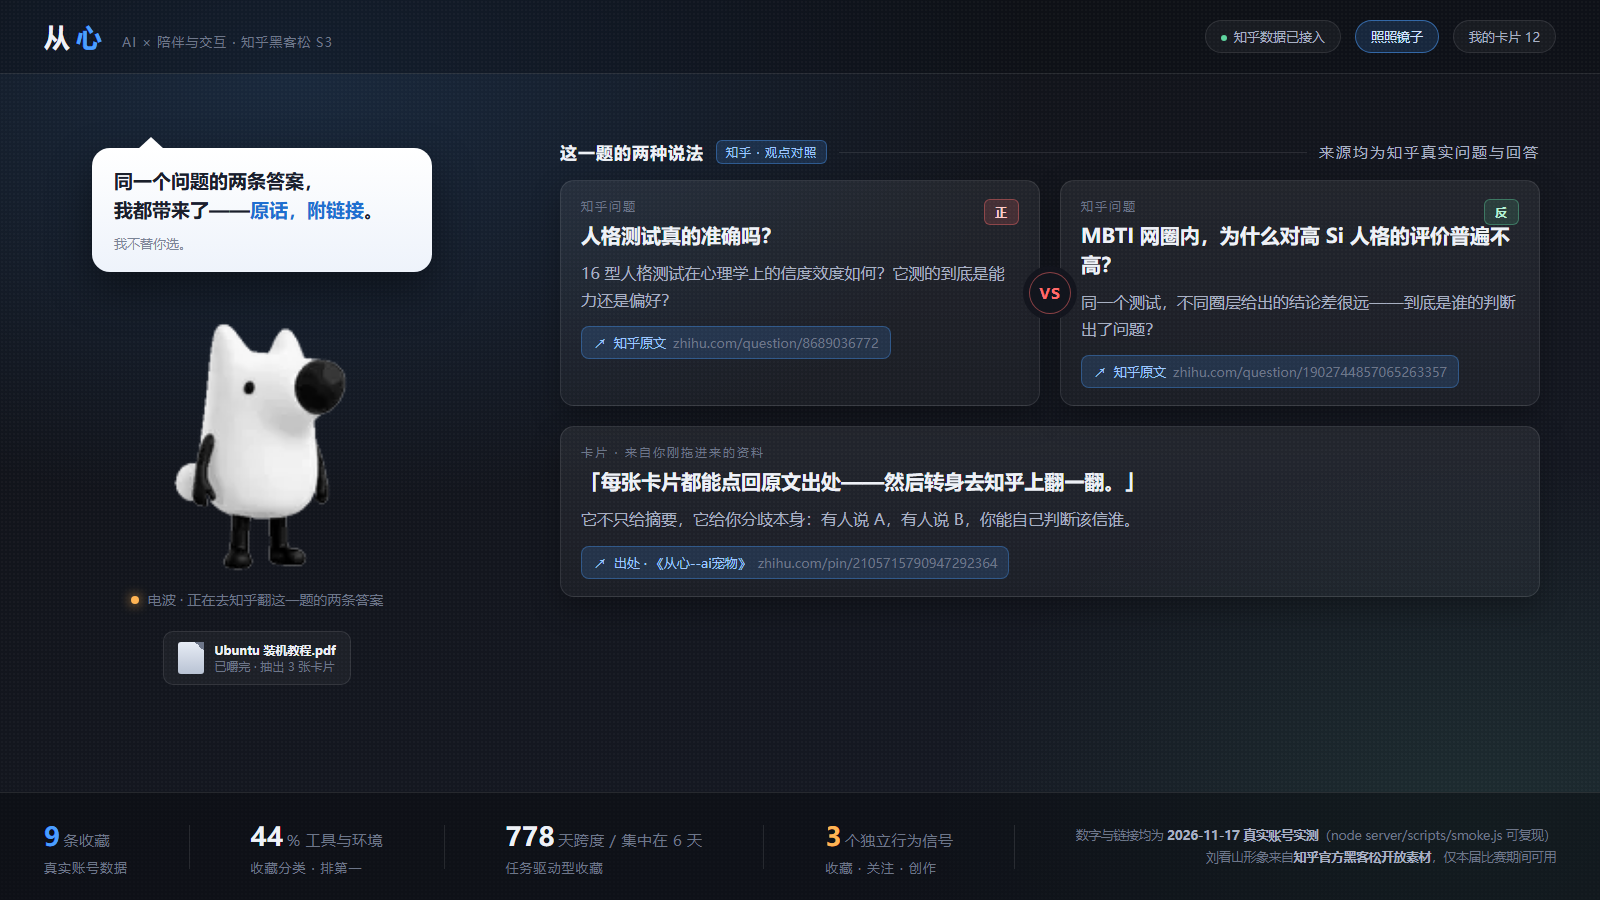 从心 AI × 陪伴与交互 · 知乎黑客松 S3
知乎数据已接入
照照镜子
我的卡片 12
同一个问题的两条答案，
我都带来了——原话，附链接。
我不替你选。
电波 · 正在去知乎翻这一题的两条答案
Ubuntu 装机教程.pdf
已嚼完 · 抽出 3 张卡片
这一题的两种说法 知乎 · 观点对照
来源均为知乎真实问题与回答
知乎问题
正
人格测试真的准确吗？
16 型人格测试在心理学上的信度效度如何？它测的到底是能
力还是偏好？
↗ 知乎原文 zhihu.com/question/8689036772
VS
知乎问题
反
MBTI 网圈内，为什么对高 Si 人格的评价普遍不
高？
同一个测试，不同圈层给出的结论差很远——到底是谁的判断
出了问题？
↗ 知乎原文 zhihu.com/question/1902744857065263357
卡片 · 来自你刚拖进来的资料
「每张卡片都能点回原文出处——然后转身去知乎上翻一翻。」
它不只给摘要，它给你分歧本身：有人说 A，有人说 B，你能自己判断该信谁。
↗ 出处 · 《从心--ai宠物》 zhihu.com/pin/2105715790947292364
9 条收藏
真实账号数据
44 % 工具与环境
收藏分类 · 排第一
778 天跨度 / 集中在 6 天
任务驱动型收藏
3 个独立行为信号
收藏 · 关注 · 创作
数字与链接均为 2026-11-17 真实账号实测（node server/scripts/smoke.js 可复现）
刘看山形象来自知乎官方黑客松开放素材，仅本届比赛期间可用